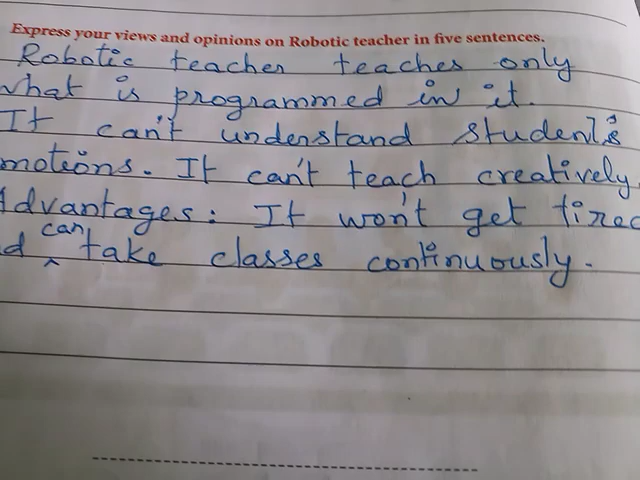 Express your views and opinions on Robotic teacher in five sentences.
Robotic teacher teaches only
what is programmed in it.
It can't understand student's
motions. It can't teach creatively.
Advantages: It won't get tired
d can take classes continuously.